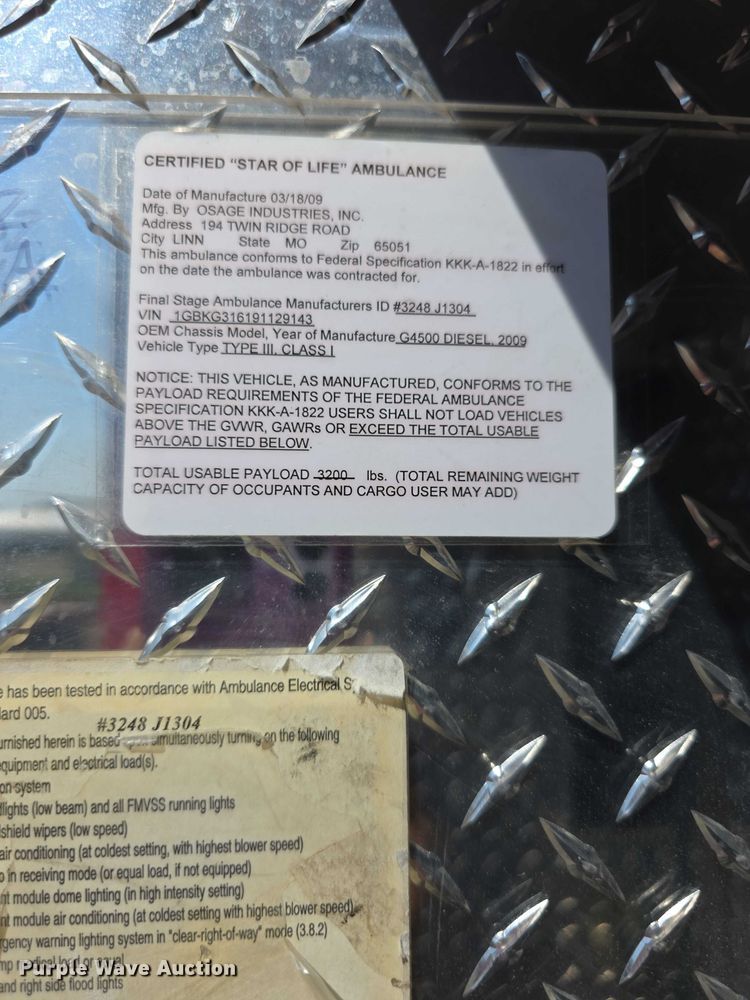 CERTIFIED "STAR OF LIFE" AMBULANCE
Date of Manufacture 03/18/09
Mfg. By OSAGE INDUSTRIES, INC.
Address 194 TWIN RIDGE ROAD
City LINN State MO Zip 65051
This ambulance conforms to Federal Specification KKK-A-1822 in effort
on the date the ambulance was contracted for.
Final Stage Ambulance Manufacturers ID #3248 J1304
VIN 1GBKG316191129143
OEM Chassis Model, Year of Manufacture G4500 DIESEL, 2009
Vehicle Type TYPE III, CLASS I
NOTICE: THIS VEHICLE, AS MANUFACTURED, CONFORMS TO THE
PAYLOAD REQUIREMENTS OF THE FEDERAL AMBULANCE
SPECIFICATION KKK-A-1822 USERS SHALL NOT LOAD VEHICLES
ABOVE THE GVWR, GAWRs OR EXCEED THE TOTAL USABLE
PAYLOAD LISTED BELOW.
TOTAL USABLE PAYLOAD 3200 lbs. (TOTAL REMAINING WEIGHT
CAPACITY OF OCCUPANTS AND CARGO USER MAY ADD)
e has been tested in accordance with Ambulance Electrical
dard 005.
#3248 J1304
urnished herein is based simultaneously turning on the following
equipment and electrical load(s).
on system
dlights (low beam) and all FMVSS running lights
shield wipers (low speed)
air conditioning (at coldest setting, with highest blower speed)
o in receiving mode (or equal load, if not equipped)
nt module dome lighting (in high intensity setting)
nt module air conditioning (at coldest setting with highest blower speed)
rgency warning lighting system in "clear-right-of-way" mode (3.8.2)
mp medical load or equal
Purple Wave Auction
and right side flood lights